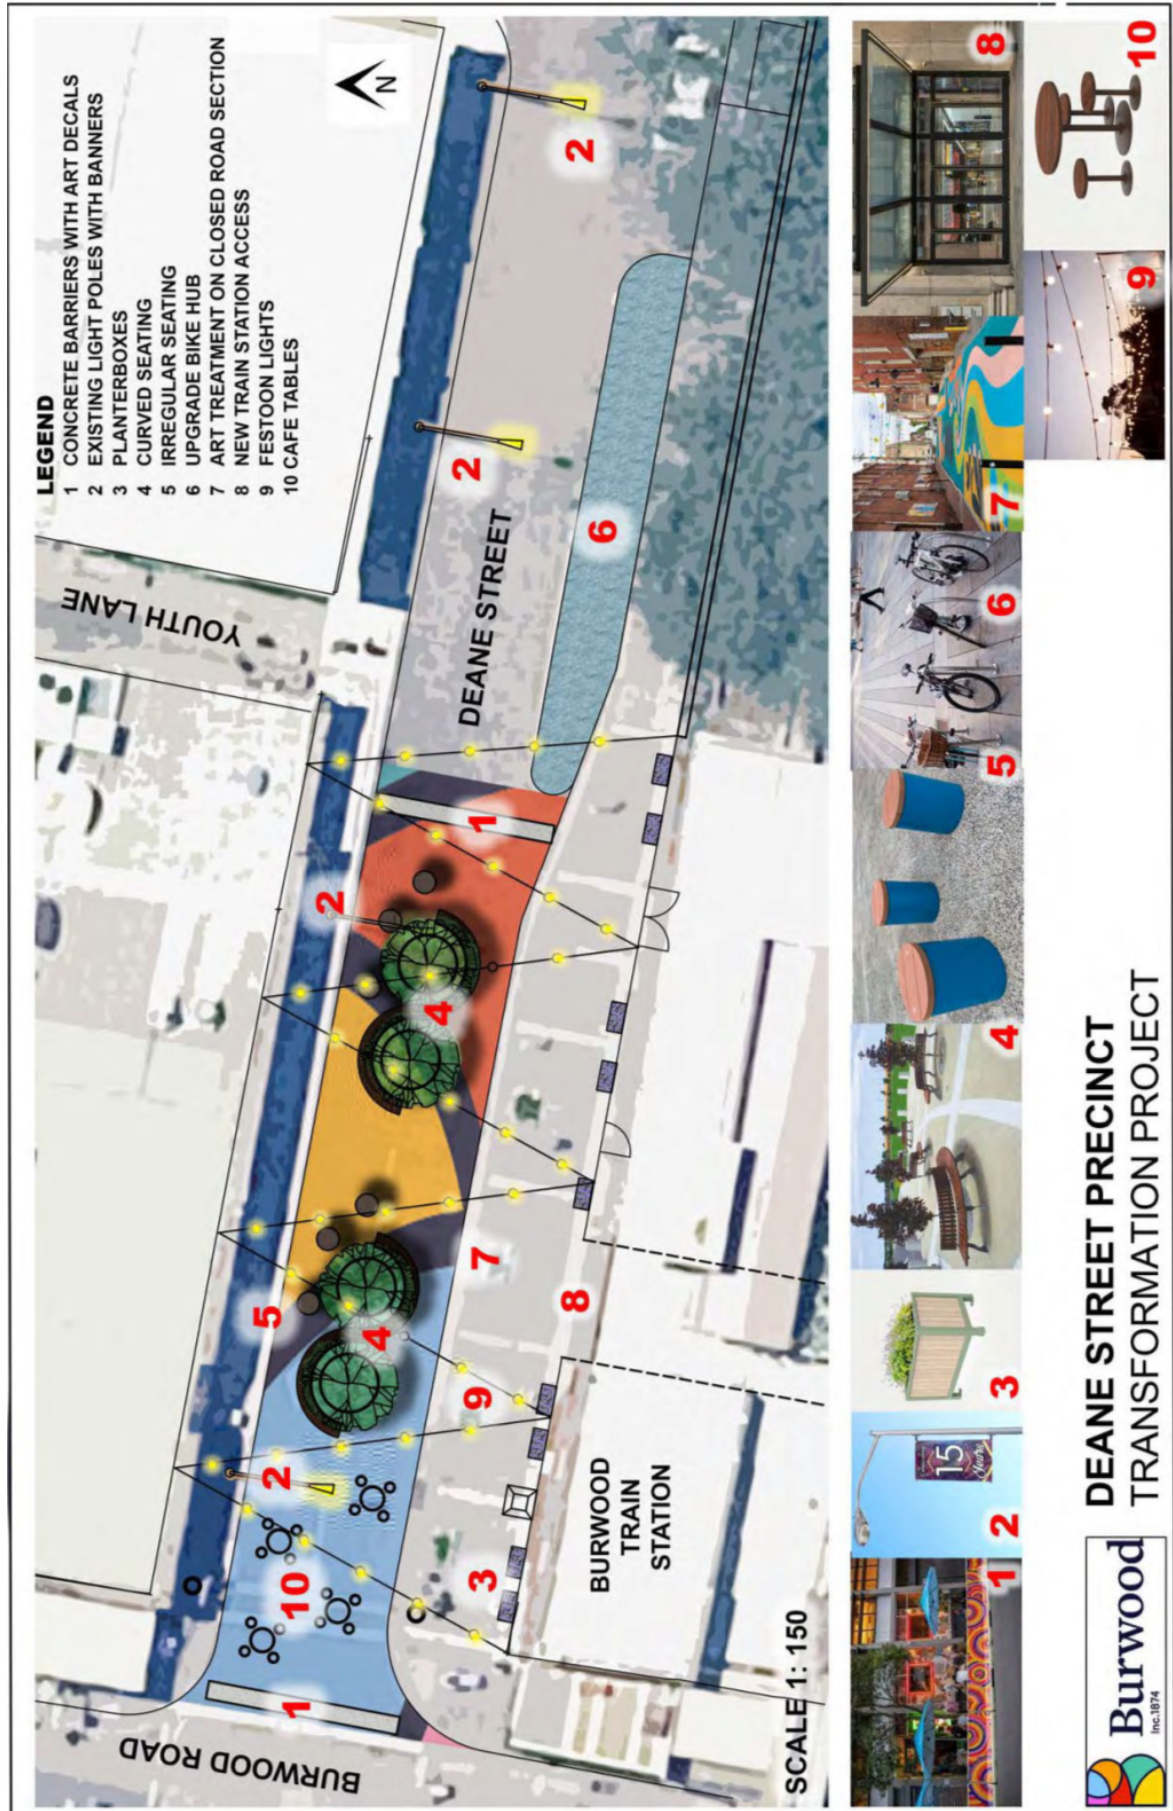 LEGEND
1 CONCRETE BARRIERS WITH ART DECALS
2 EXISTING LIGHT POLES WITH BANNERS
3 PLANTERBOXES
4 CURVED SEATING
5 IRREGULAR SEATING
6 UPGRADE BIKE HUB
7 ART TREATMENT ON CLOSED ROAD SECTION
8 NEW TRAIN STATION ACCESS
9 FESTOON LIGHTS
10 CAFE TABLES
N
YOUTH LANE
BURWOOD ROAD
DEANE STREET
1
10
2
5
4
4
2
1
2
2
3
9
7
8
6
BURWOOD
TRAIN
STATION
SCALE 1: 150
1
2
15
Years
3
4
5
6
7
8
9
10
Burwood
Inc.1874
DEANE STREET PRECINCT
TRANSFORMATION PROJECT